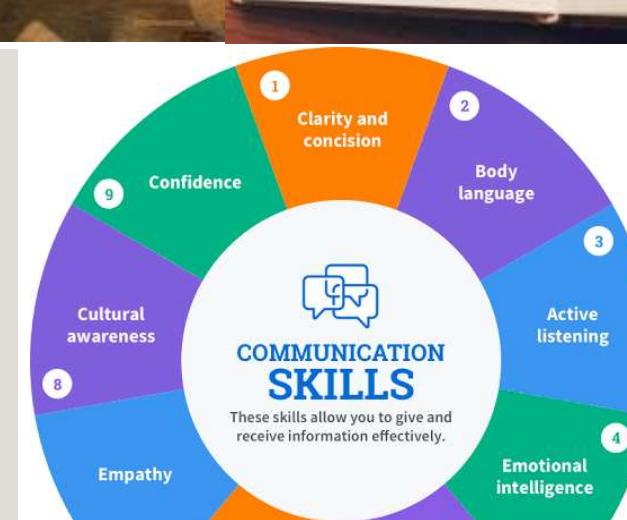 1
Clarity and
concision
2
Body
language
3
Active
listening
4
Emotional
intelligence
9
Confidence
Cultural
awareness
8
Empathy
COMMUNICATION
SKILLS
These skills allow you to give and
receive information effectively.